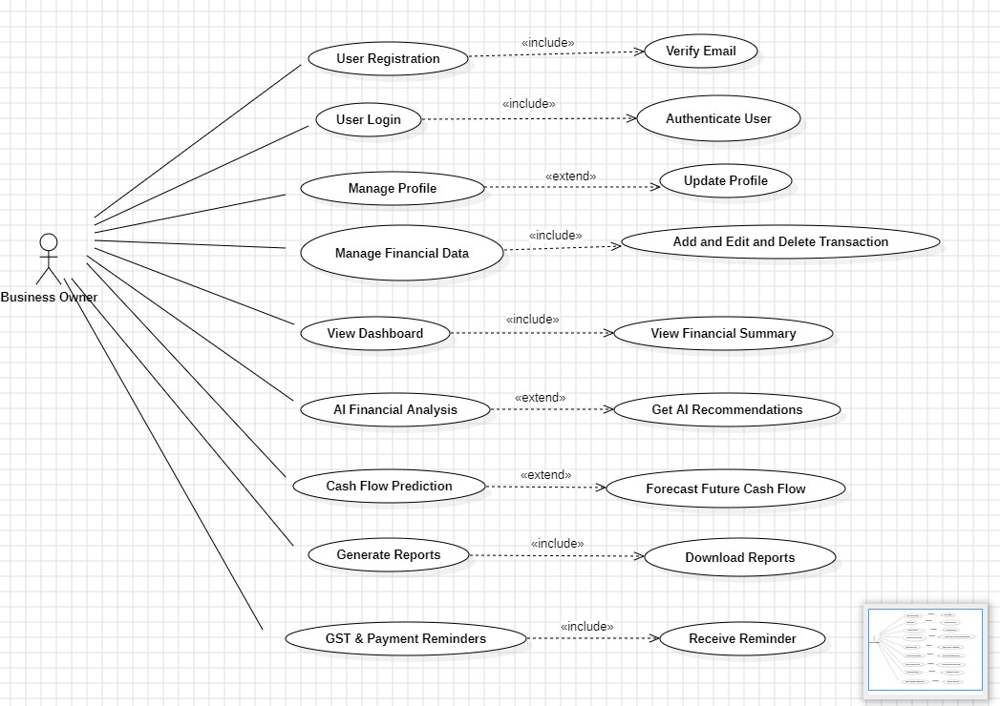 User Registration
«include»
Verify Email
User Login
«include»
Authenticate User
Manage Profile
«extend»
Update Profile
Manage Financial Data
«include»
Add and Edit and Delete Transaction
Business Owner
View Dashboard
«include»
View Financial Summary
AI Financial Analysis
«extend»
Get AI Recommendations
Cash Flow Prediction
«extend»
Forecast Future Cash Flow
Generate Reports
«include»
Download Reports
GST & Payment Reminders
«include»
Receive Reminder